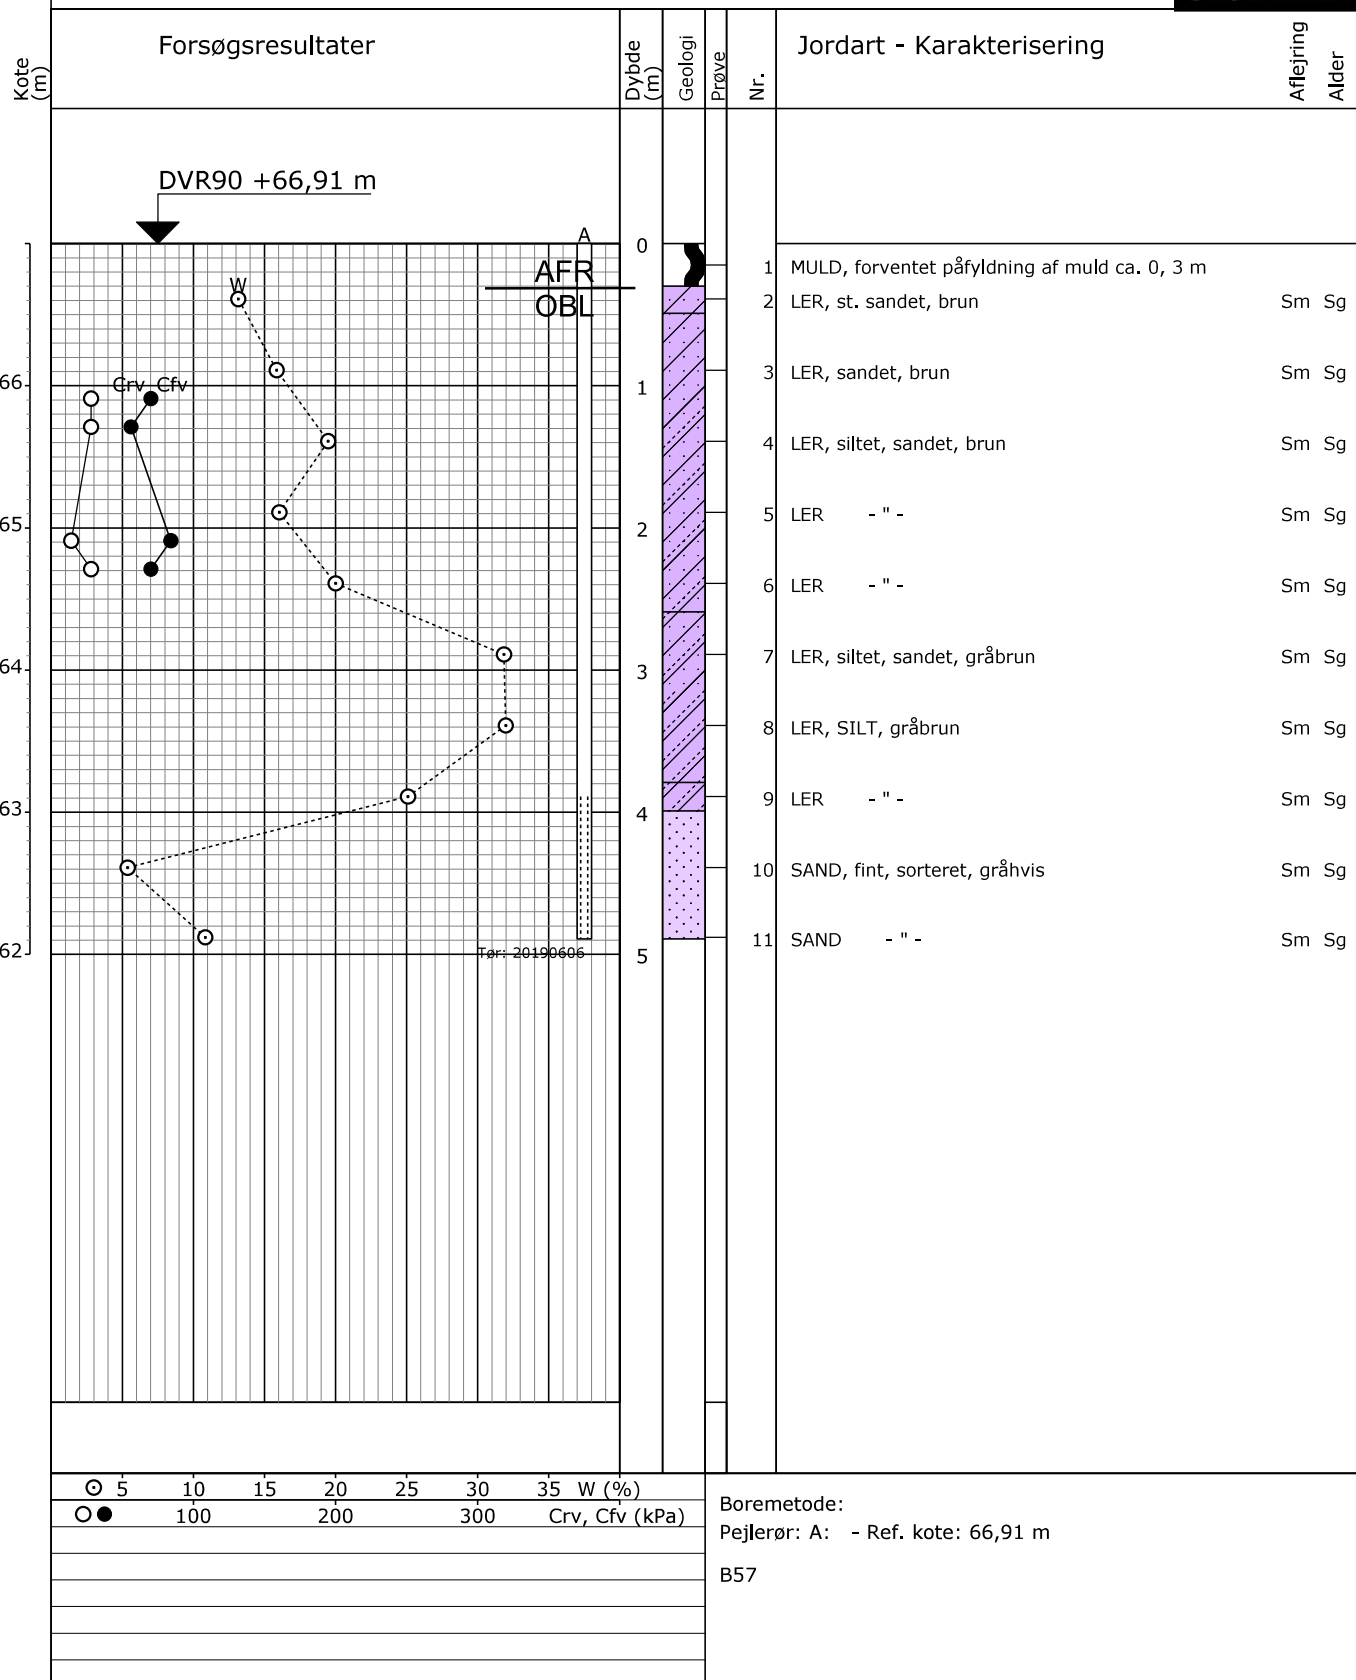 Kote (m)
Forsøgsresultater
Dybde (m)
Geologi
Prøve
Nr.
Jordart - Karakterisering
Aflejring
Alder
DVR90 +66,91 m
A
0
AFR
OBL
W
1 MULD, forventet påfyldning af muld ca. 0, 3 m
2 LER, st. sandet, brun Sm Sg
3 LER, sandet, brun Sm Sg
66
Crv Cfv
1
4 LER, siltet, sandet, brun Sm Sg
5 LER - " - Sm Sg
65
2
6 LER - " - Sm Sg
7 LER, siltet, sandet, gråbrun Sm Sg
64
3
8 LER, SILT, gråbrun Sm Sg
9 LER - " - Sm Sg
63
4
10 SAND, fint, sorteret, gråhvis Sm Sg
11 SAND - " - Sm Sg
62
Tør: 20190606
5
5 10 15 20 25 30 35 W (%)
100 200 300 Crv, Cfv (kPa)
Boremetode:
Pejlerør: A: - Ref. kote: 66,91 m
B57